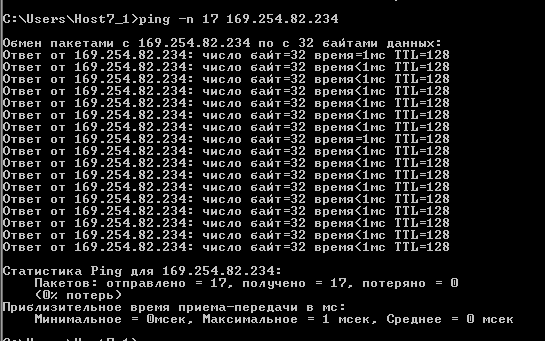 C:\Users\Host7_1>ping -n 17 169.254.82.234
Обмен пакетами с 169.254.82.234 по с 32 байтами данных:
Ответ от 169.254.82.234: число байт=32 время=1мс TTL=128
Ответ от 169.254.82.234: число байт=32 время<1мс TTL=128
Ответ от 169.254.82.234: число байт=32 время<1мс TTL=128
Ответ от 169.254.82.234: число байт=32 время<1мс TTL=128
Ответ от 169.254.82.234: число байт=32 время<1мс TTL=128
Ответ от 169.254.82.234: число байт=32 время<1мс TTL=128
Ответ от 169.254.82.234: число байт=32 время<1мс TTL=128
Ответ от 169.254.82.234: число байт=32 время=1мс TTL=128
Ответ от 169.254.82.234: число байт=32 время<1мс TTL=128
Ответ от 169.254.82.234: число байт=32 время<1мс TTL=128
Ответ от 169.254.82.234: число байт=32 время<1мс TTL=128
Ответ от 169.254.82.234: число байт=32 время<1мс TTL=128
Ответ от 169.254.82.234: число байт=32 время<1мс TTL=128
Ответ от 169.254.82.234: число байт=32 время<1мс TTL=128
Ответ от 169.254.82.234: число байт=32 время<1мс TTL=128
Ответ от 169.254.82.234: число байт=32 время<1мс TTL=128
Ответ от 169.254.82.234: число байт=32 время<1мс TTL=128
Статистика Ping для 169.254.82.234:
Пакетов: отправлено = 17, получено = 17, потеряно = 0
(0% потерь)
Приблизительное время приема-передачи в мс:
Минимальное = 0мсек, Максимальное = 1 мсек, Среднее = 0 мсек